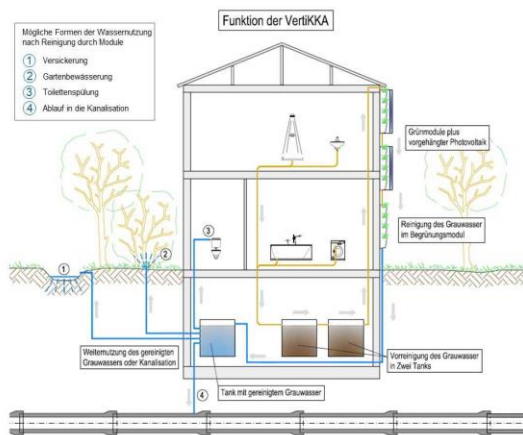 Funktion der VertiKKA
Mögliche Formen der Wassernutzung
nach Reinigung durch Module
1 Versickerung
2 Gartenbewässerung
3 Toilettenspülung
4 Ablauf in die Kanalisation
Grünmodule plus
vorgehängter Photovoltaik
3
Reinigung des Grauwasser
im Begrünungsmodul
2
1
Weiternutzung des gereinigten
Grauwassers oder Kanalisation
Vorreinigung des Grauwasser
in Zwei Tanks
4
Tank mit gereinigtem Grauwasser